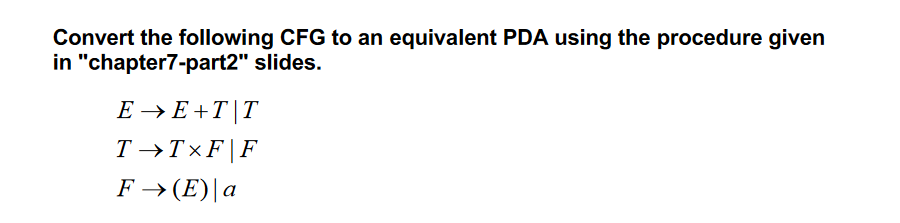 Convert the following CFG to an equivalent PDA using the procedure given
in "chapter7-part2" slides.
E → E + T | T
T → T × F | F
F → (E) | a